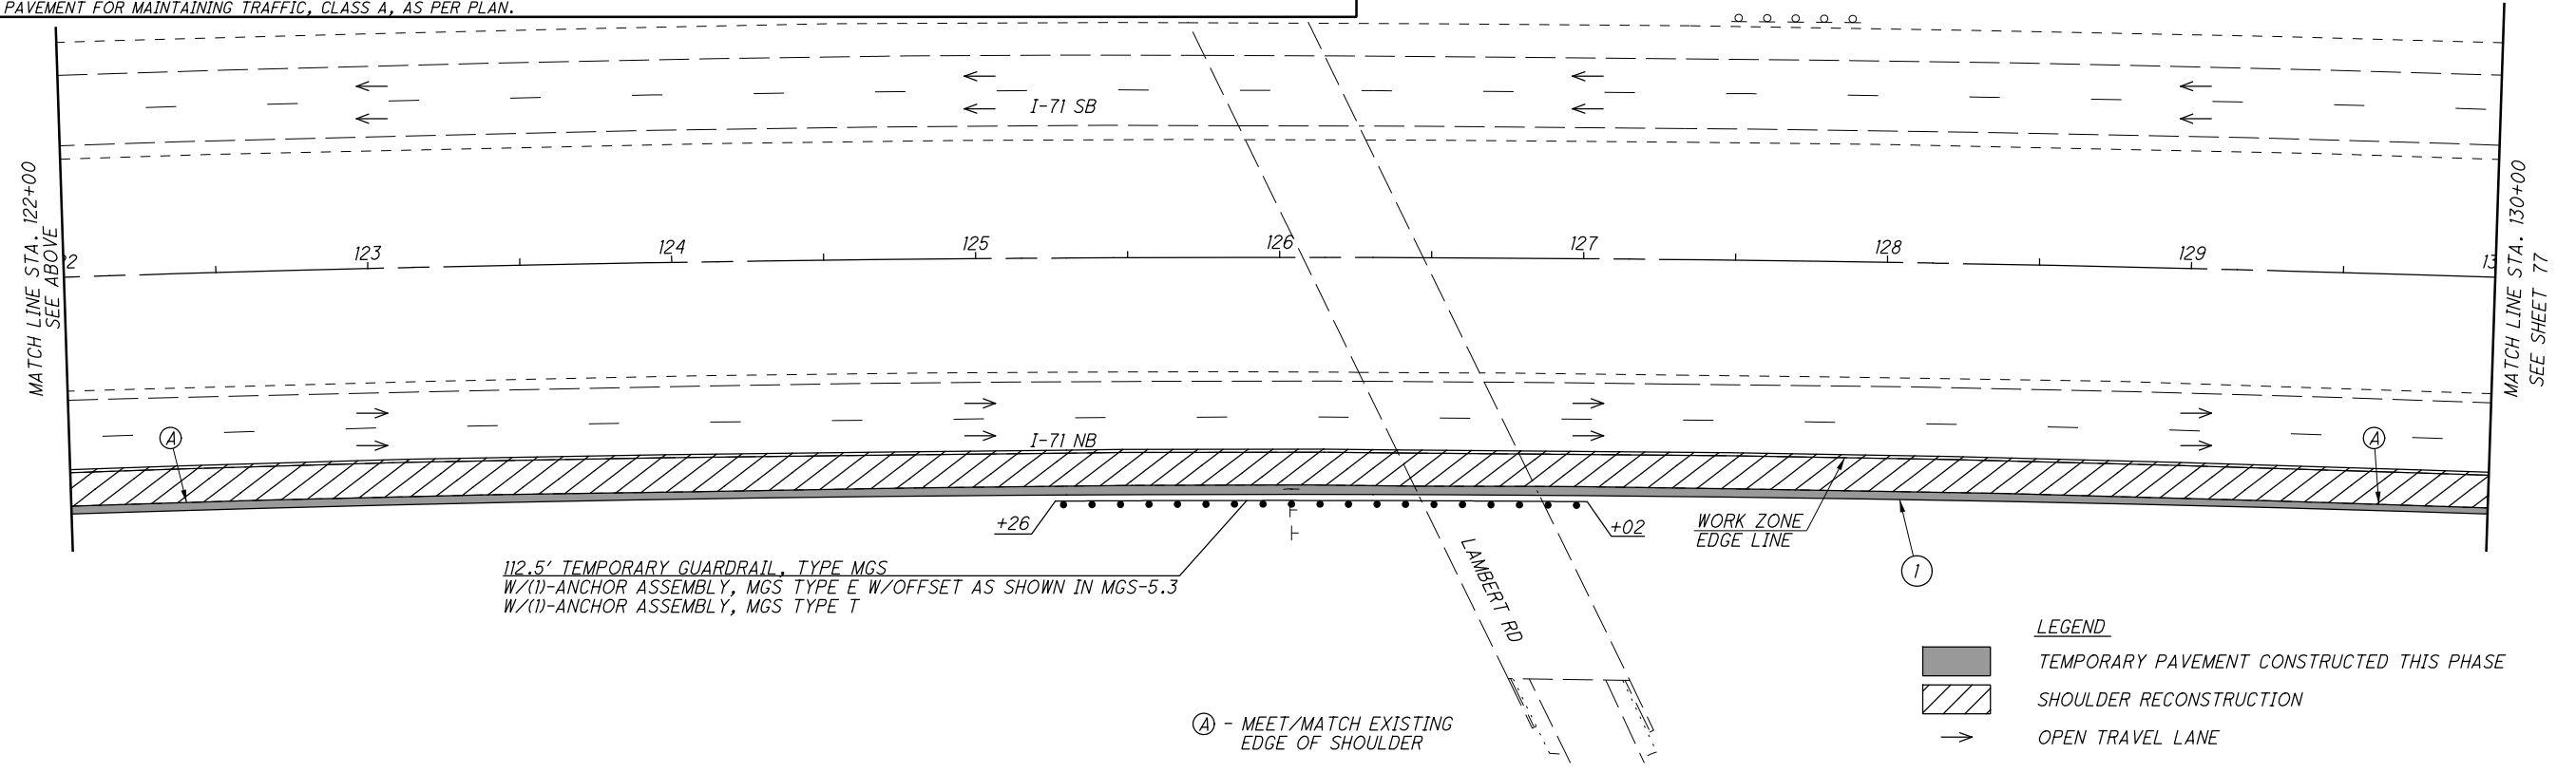 PAVEMENT FOR MAINTAINING TRAFFIC, CLASS A, AS PER PLAN.
I-71 SB
MATCH LINE STA. 122+00
SEE ABOVE
MATCH LINE STA. 130+00
SEE SHEET 77
22
123
124
125
126
127
128
129
13
A
I-71 NB
A
+26
+02
WORK ZONE
EDGE LINE
1
112.5' TEMPORARY GUARDRAIL, TYPE MGS
W/(1)-ANCHOR ASSEMBLY, MGS TYPE E W/OFFSET AS SHOWN IN MGS-5.3
W/(1)-ANCHOR ASSEMBLY, MGS TYPE T
LAMBERT RD
A - MEET/MATCH EXISTING
EDGE OF SHOULDER
LEGEND
TEMPORARY PAVEMENT CONSTRUCTED THIS PHASE
SHOULDER RECONSTRUCTION
OPEN TRAVEL LANE